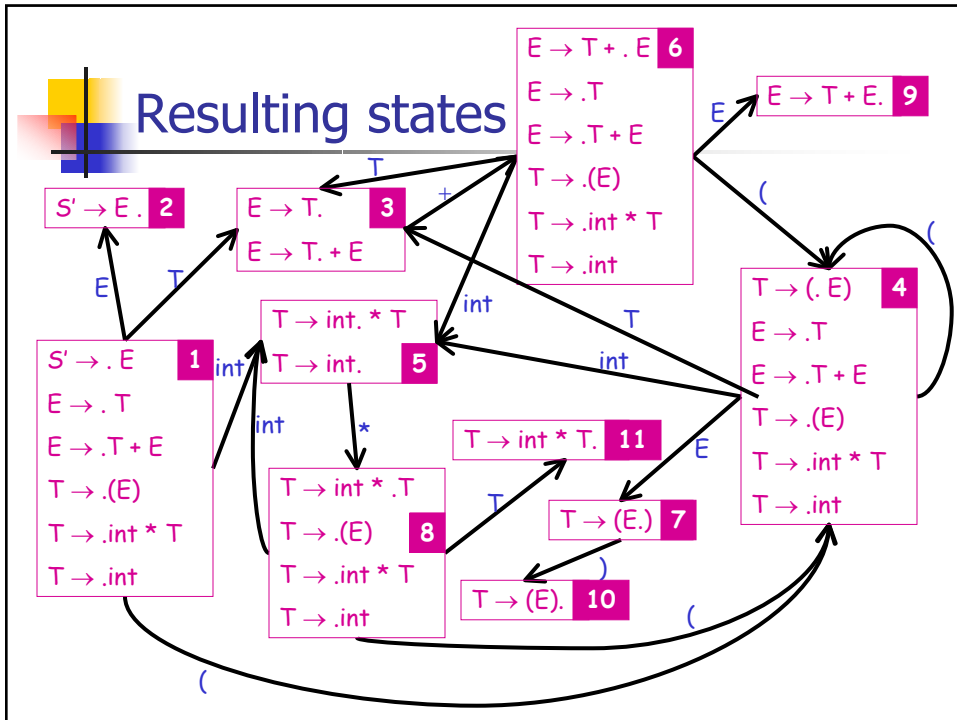 Resulting states
E → T + . E 6
E → .T
E → .T + E
T → .(E)
T → .int * T
T → .int
E → T + E. 9
E
T
+
(
(
S' → E . 2
E → T. 3
E → T. + E
E
T
int
T → (. E) 4
E → .T
E → .T + E
T → .(E)
T → .int * T
T → .int
T
int
T → int. * T
T → int. 5
S' → . E 1
E → . T
E → .T + E
T → .(E)
T → .int * T
T → .int
int
int
*
T → int * T. 11
E
T → int * .T
T → .(E) 8
T → .int * T
T → .int
T
T → (E.) 7
)
T → (E). 10
(
(